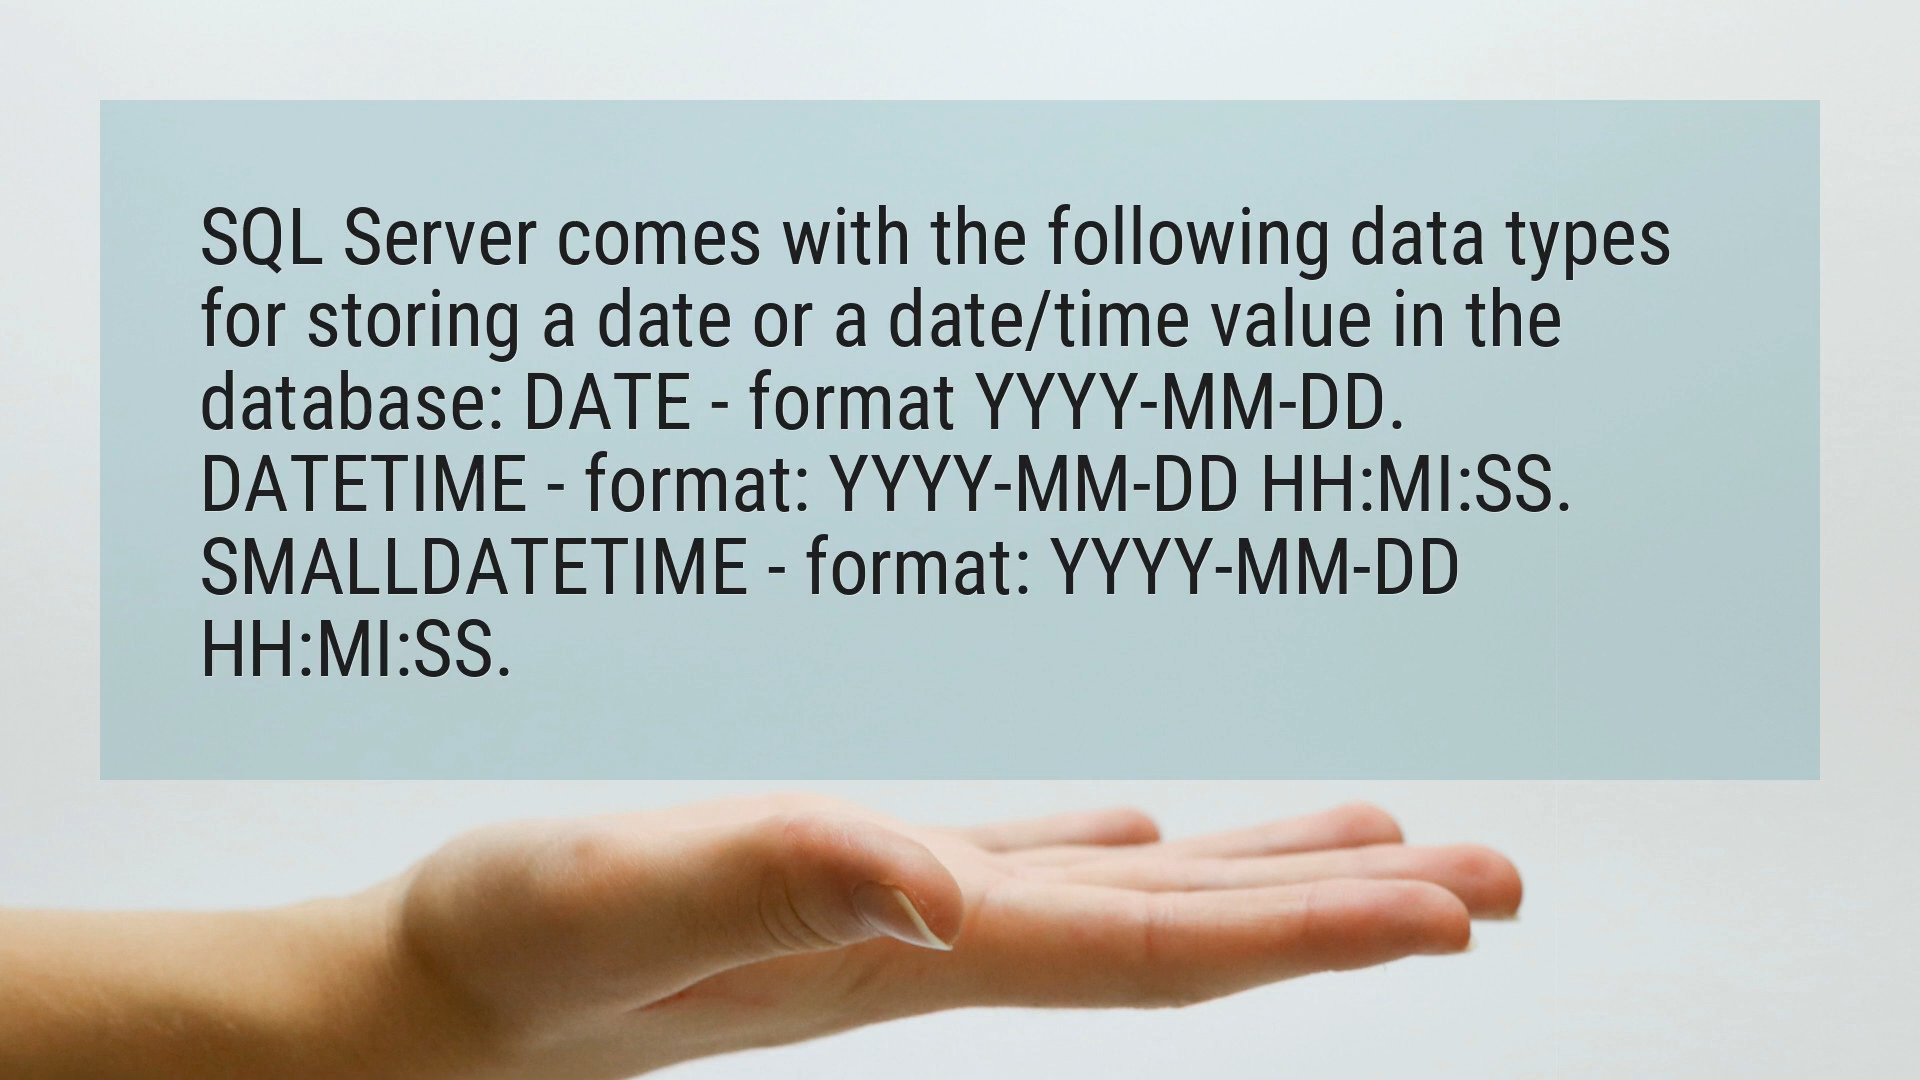 SQL Server comes with the following data types
for storing a date or a date/time value in the
database: DATE - format YYYY-MM-DD.
DATETIME - format: YYYY-MM-DD HH:MI:SS.
SMALLDATETIME - format: YYYY-MM-DD
HH:MI:SS.